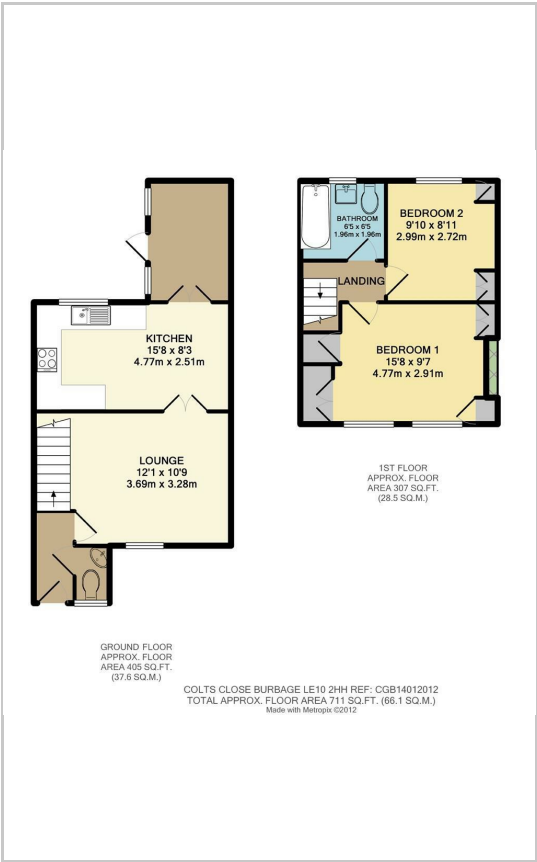 BATHROOM
6'5 x 6'5
1.96m x 1.96m
BEDROOM 2
9'10 x 8'11
2.99m x 2.72m
LANDING
KITCHEN
15'8 x 8'3
4.77m x 2.51m
BEDROOM 1
15'8 x 9'7
4.77m x 2.91m
LOUNGE
12'1 x 10'9
3.69m x 3.28m
1ST FLOOR
APPROX. FLOOR
AREA 307 SQ.FT.
(28.5 SQ.M.)
GROUND FLOOR
APPROX. FLOOR
AREA 405 SQ.FT.
(37.6 SQ.M.)
COLTS CLOSE BURBAGE LE10 2HH REF: CGB14012012
TOTAL APPROX. FLOOR AREA 711 SQ.FT. (66.1 SQ.M.)
Made with Metropix ©2012